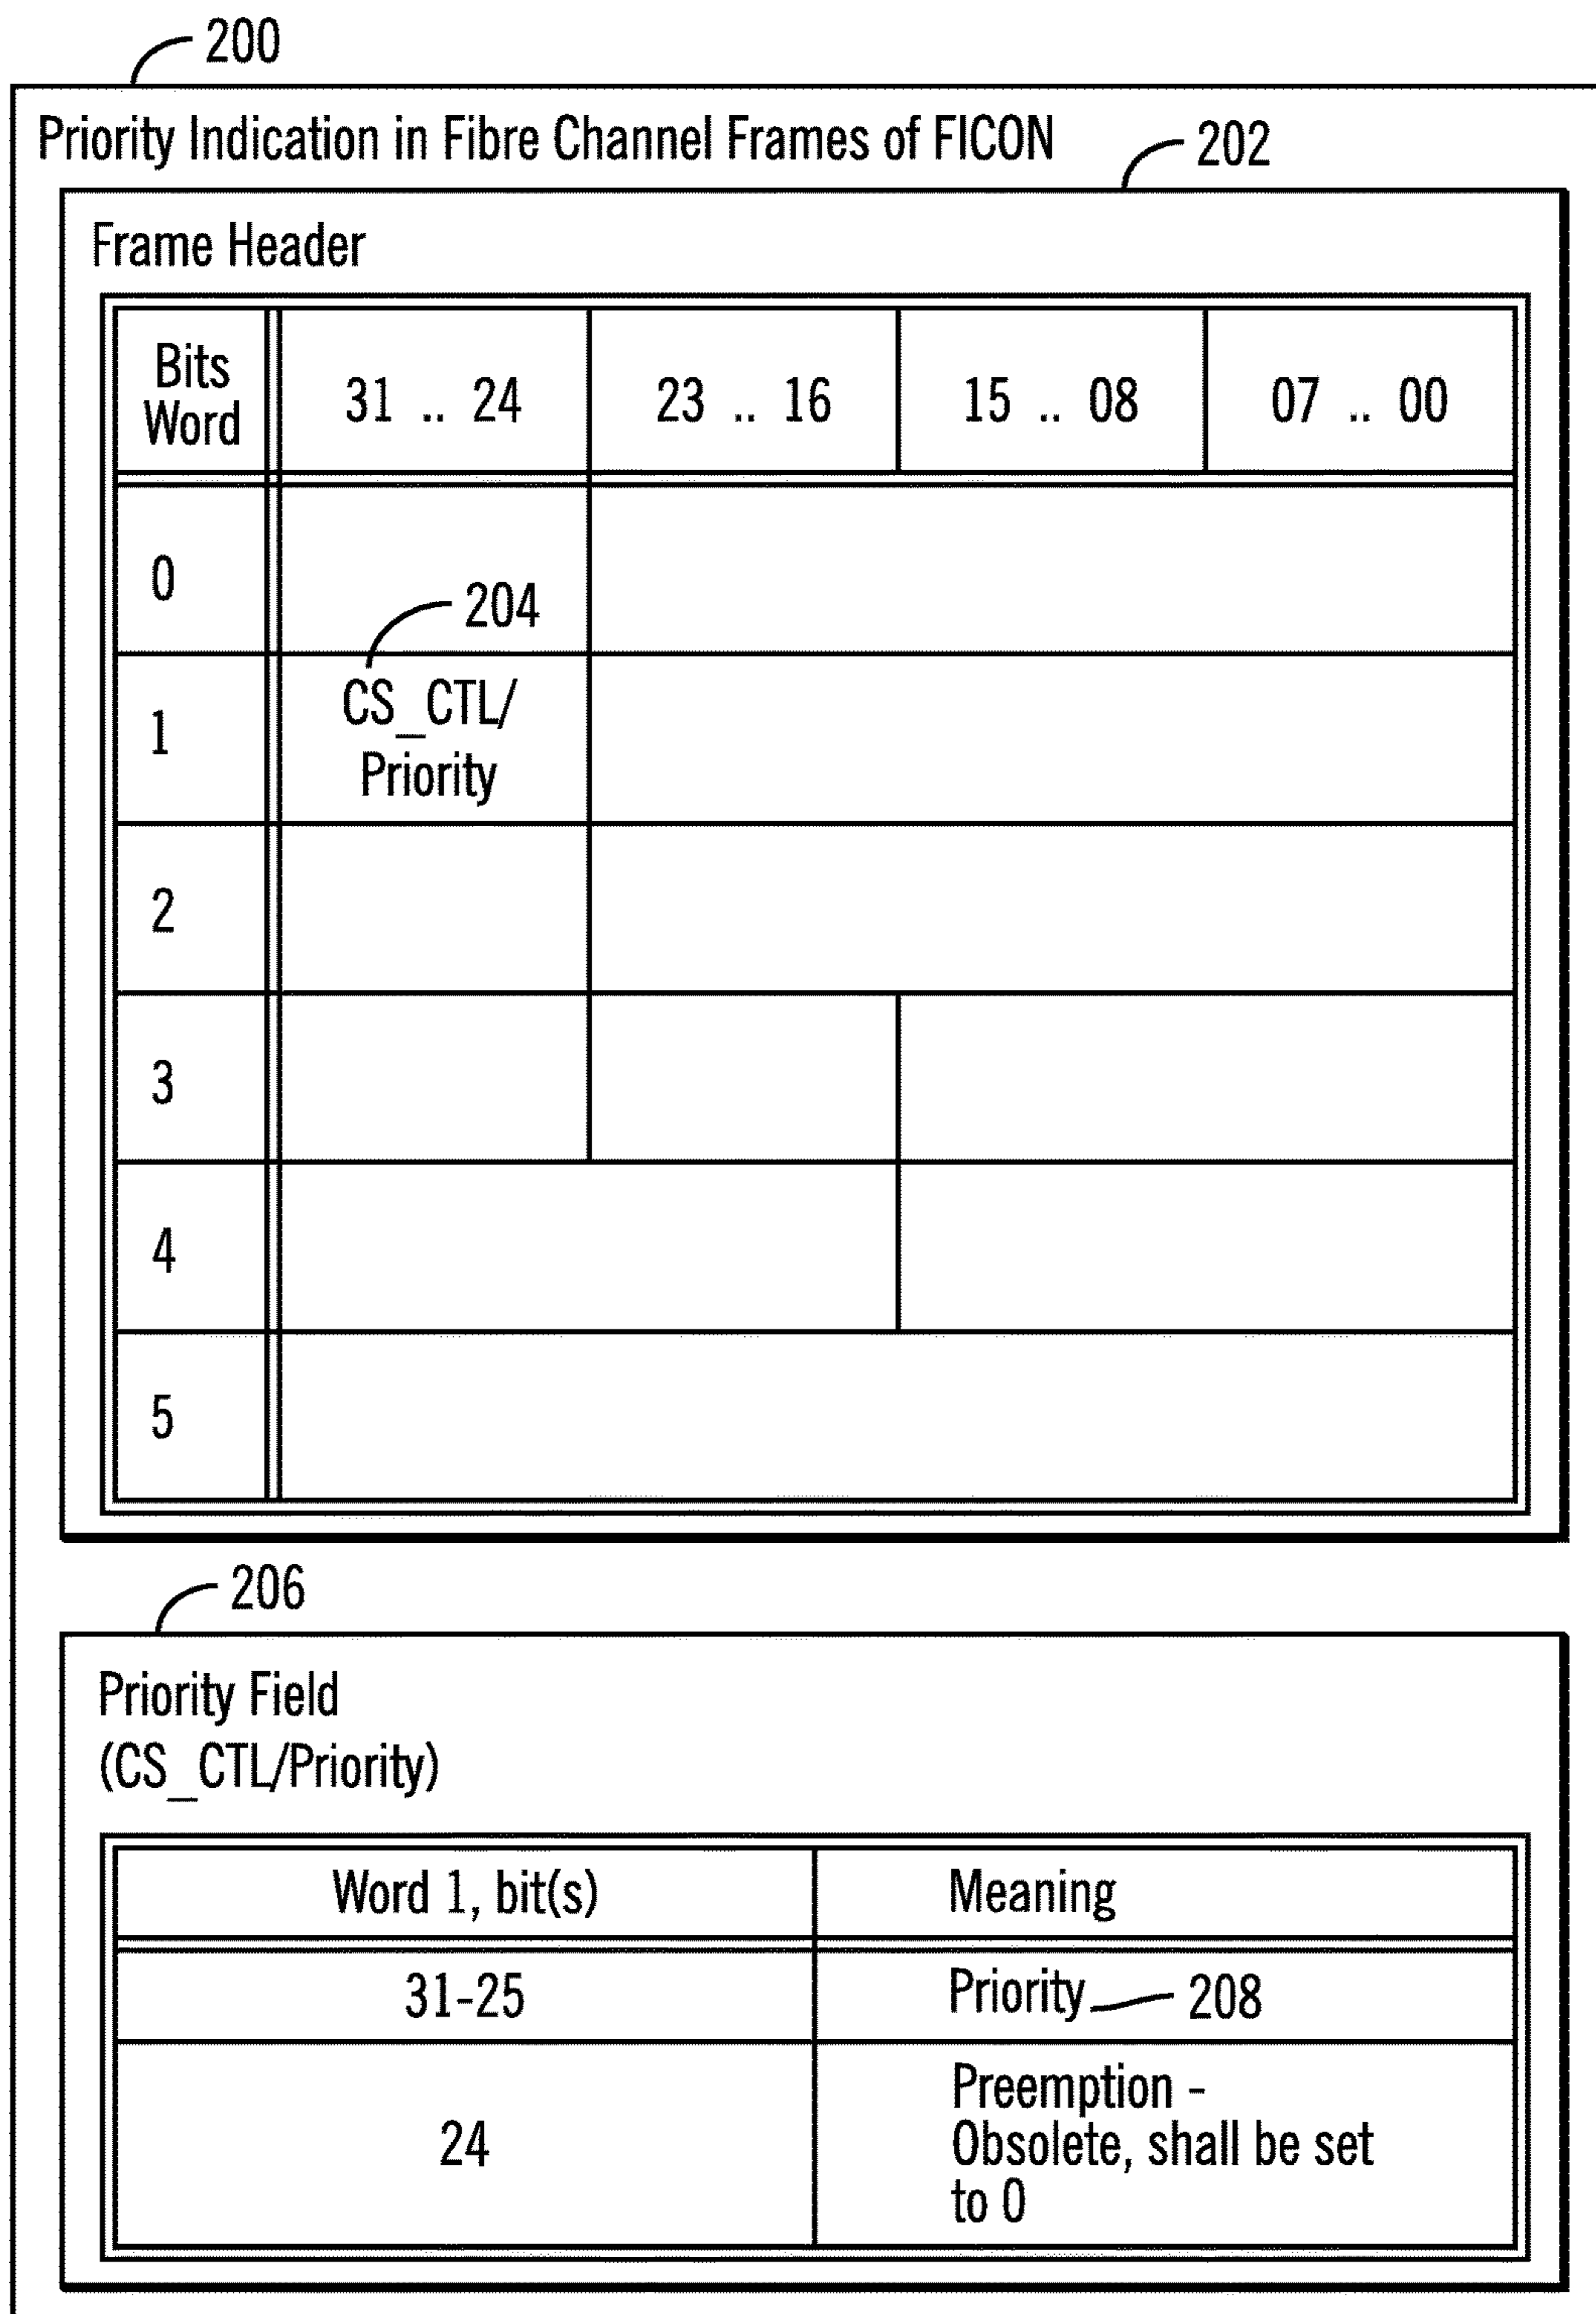 200
Priority Indication in Fibre Channel Frames of FICON
202
Frame Header
Bits
Word
31 .. 24
23 .. 16
15 .. 08
07 .. 00
0
204
1
CS_CTL/
Priority
2
3
4
5
206
Priority Field
(CS_CTL/Priority)
Word 1, bit(s)
Meaning
31-25
Priority
208
24
Preemption -
Obsolete, shall be set
to 0